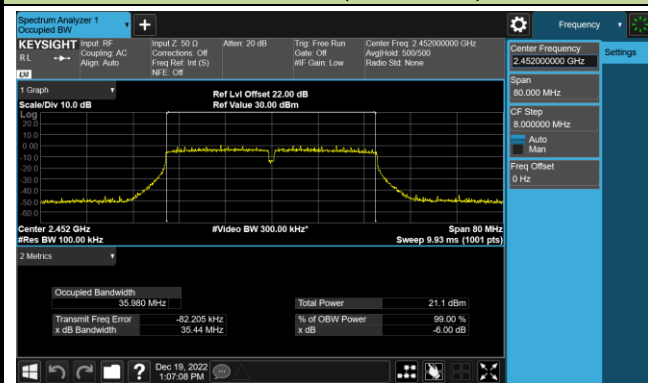 Spectrum Analyzer 1
Occupied BW
Frequency
KEYSIGHT
RL
LXI
Input: RF
Coupling: AC
Align: Auto
Input Z: 50 Ω
Corrections: Off
Freq Ref: Int (S)
NFE: Off
Atten: 20 dB
Trig: Free Run
Gate: Off
#IF Gain: Low
Center Freq: 2.452000000 GHz
Avg|Hold: 500/500
Radio Std: None
Center Frequency
2.452000000 GHz
Settings
Span
80.000 MHz
CF Step
8.000000 MHz
Auto
Man
Freq Offset
0 Hz
1 Graph
Scale/Div 10.0 dB
Ref Lvl Offset 22.00 dB
Ref Value 30.00 dBm
Log
20.0
10.0
0.00
-10.0
-20.0
-30.0
-40.0
-50.0
-60.0
Center 2.452 GHz
#Video BW 300.00 kHz*
Span 80 MHz
#Res BW 100.00 kHz
Sweep 9.93 ms (1001 pts)
2 Metrics
Occupied Bandwidth
35.980 MHz
Total Power 21.1 dBm
Transmit Freq Error -82.205 kHz
% of OBW Power 99.00 %
x dB Bandwidth 35.44 MHz
x dB -6.00 dB
?
Dec 19, 2022
1:07:08 PM